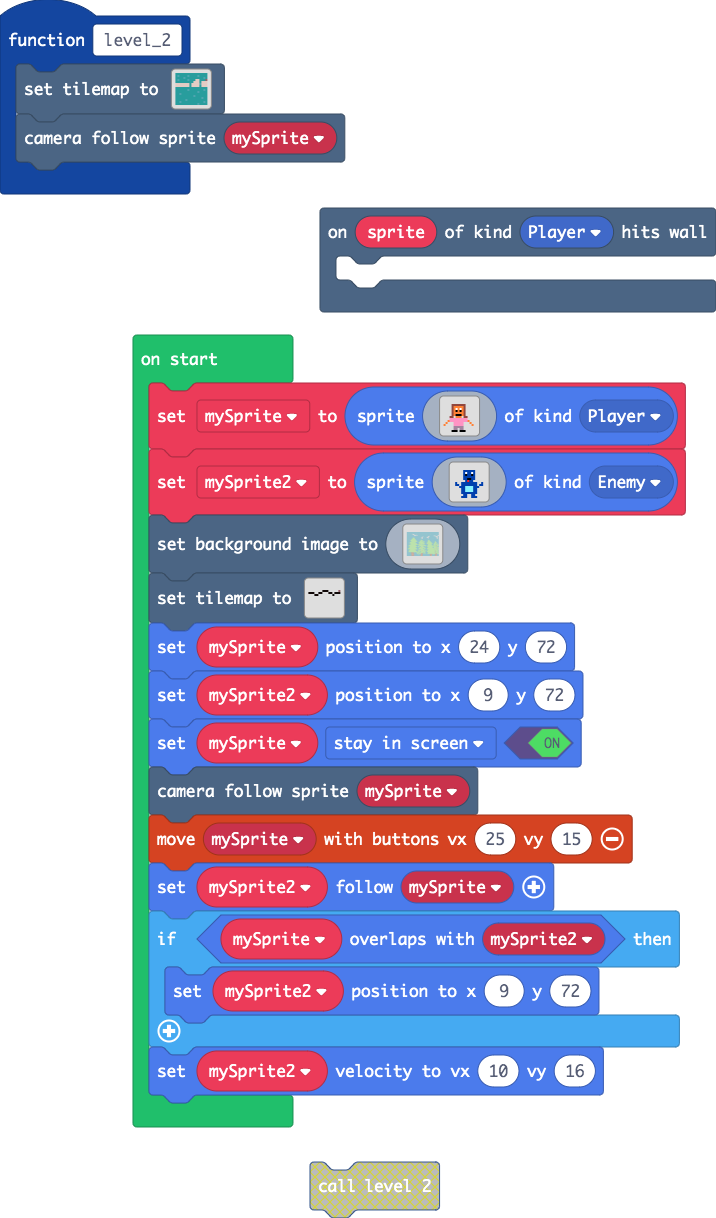 function level_2
set tilemap to
camera follow sprite mySprite
on sprite of kind Player hits wall
on start
set mySprite to sprite of kind Player
set mySprite2 to sprite of kind Enemy
set background image to
set tilemap to
set mySprite position to x 24 y 72
set mySprite2 position to x 9 y 72
set mySprite stay in screen ON
camera follow sprite mySprite
move mySprite with buttons vx 25 vy 15
set mySprite2 follow mySprite
if mySprite overlaps with mySprite2 then
set mySprite2 position to x 9 y 72
set mySprite2 velocity to vx 10 vy 16
call level 2